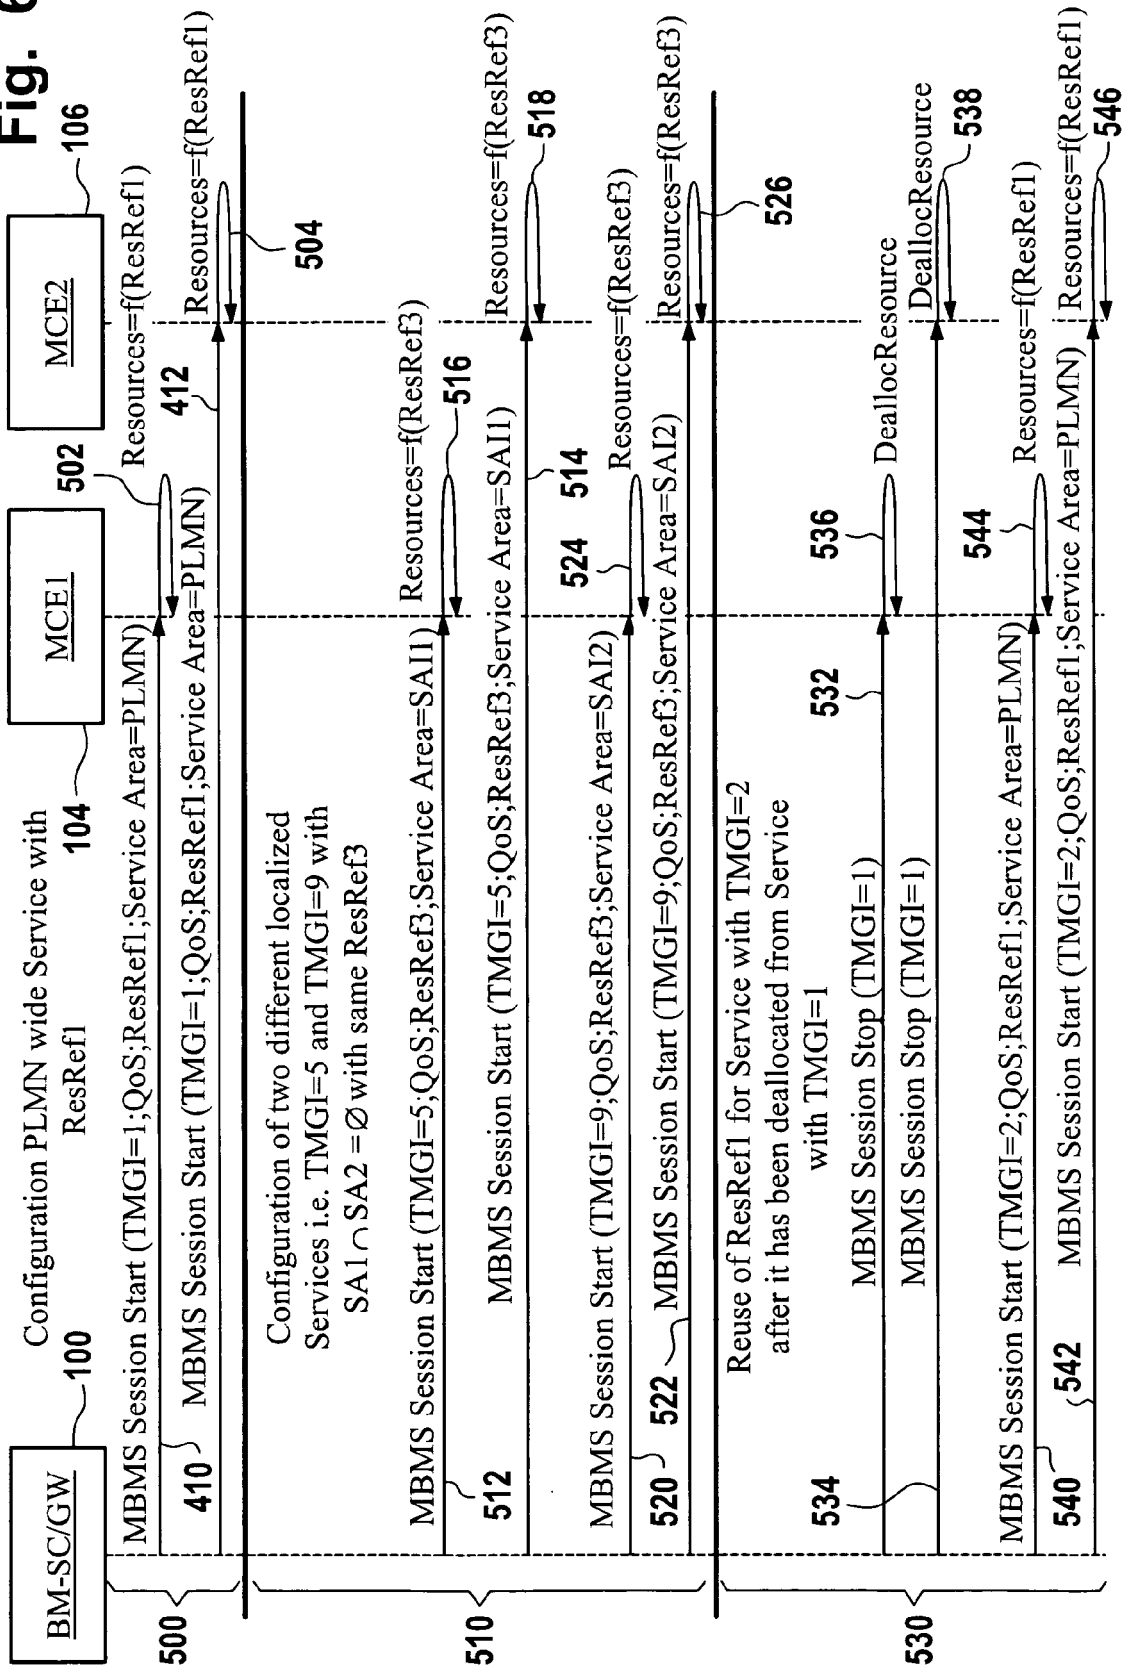 Fig. 6
BM-SC/GW
100
MCE1
104
MCE2
106
Configuration PLMN wide Service with
ResRef1
500
MBMS Session Start (TMGI=1;QoS;ResRef1;Service Area=PLMN)
410
502
Resources=f(ResRef1)
MBMS Session Start (TMGI=1;QoS;ResRef1;Service Area=PLMN)
412
Resources=f(ResRef1)
504
Configuration of two different localized
Services i.e. TMGI=5 and TMGI=9 with
SA1∩SA2 =∅ with same ResRef3
510
MBMS Session Start (TMGI=5;QoS;ResRef3;Service Area=SAI1)
512
Resources=f(ResRef3)
516
MBMS Session Start (TMGI=5;QoS;ResRef3;Service Area=SAI1)
514
Resources=f(ResRef3)
518
MBMS Session Start (TMGI=9;QoS;ResRef3;Service Area=SAI2)
520
524
Resources=f(ResRef3)
MBMS Session Start (TMGI=9;QoS;ResRef3;Service Area=SAI2)
522
Resources=f(ResRef3)
526
Reuse of ResRef1 for Service with TMGI=2
after it has been deallocated from Service
with TMGI=1
530
MBMS Session Stop (TMGI=1)
532
536
DeallocResource
MBMS Session Stop (TMGI=1)
534
DeallocResource
538
MBMS Session Start (TMGI=2;QoS;ResRef1;Service Area=PLMN)
540
544
Resources=f(ResRef1)
MBMS Session Start (TMGI=2;QoS;ResRef1;Service Area=PLMN)
542
Resources=f(ResRef1)
546